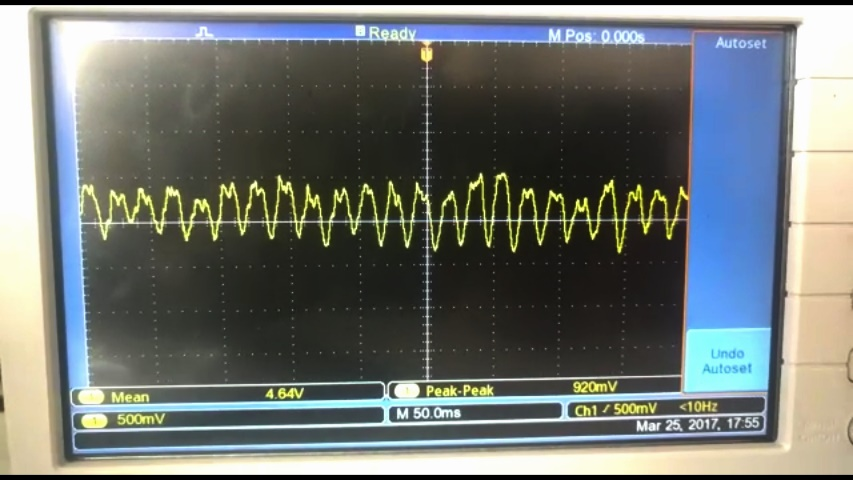 Ready M Pos: 0.000s
Autoset
Undo
Autoset
Mean 4.64V
Peak-Peak 920mV
1 500mV
M 50.0ms
Ch1 500mV <10Hz
Mar 25, 2017, 17:55